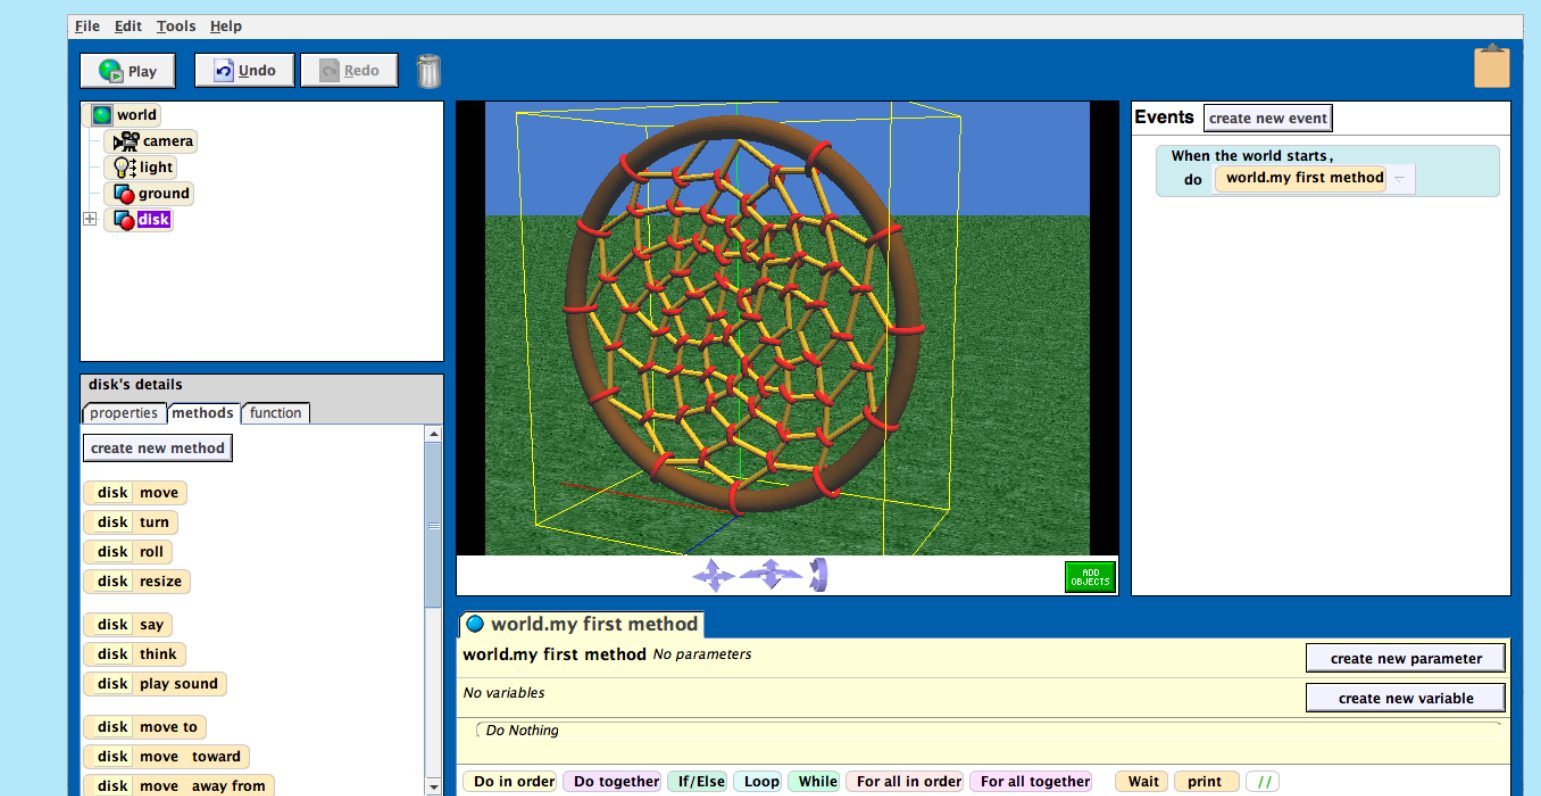 File Edit Tools Help
Play Undo Redo
world
camera
light
ground
disk
disk's details
properties methods function
create new method
disk move
disk turn
disk roll
disk resize
disk say
disk think
disk play sound
disk move to
disk move toward
disk move away from
ADD
OBJECTS
Events create new event
When the world starts,
do world.my first method
world.my first method
world.my first method No parameters
create new parameter
No variables
create new variable
Do Nothing
Do in order Do together If/Else Loop While For all in order For all together Wait print //